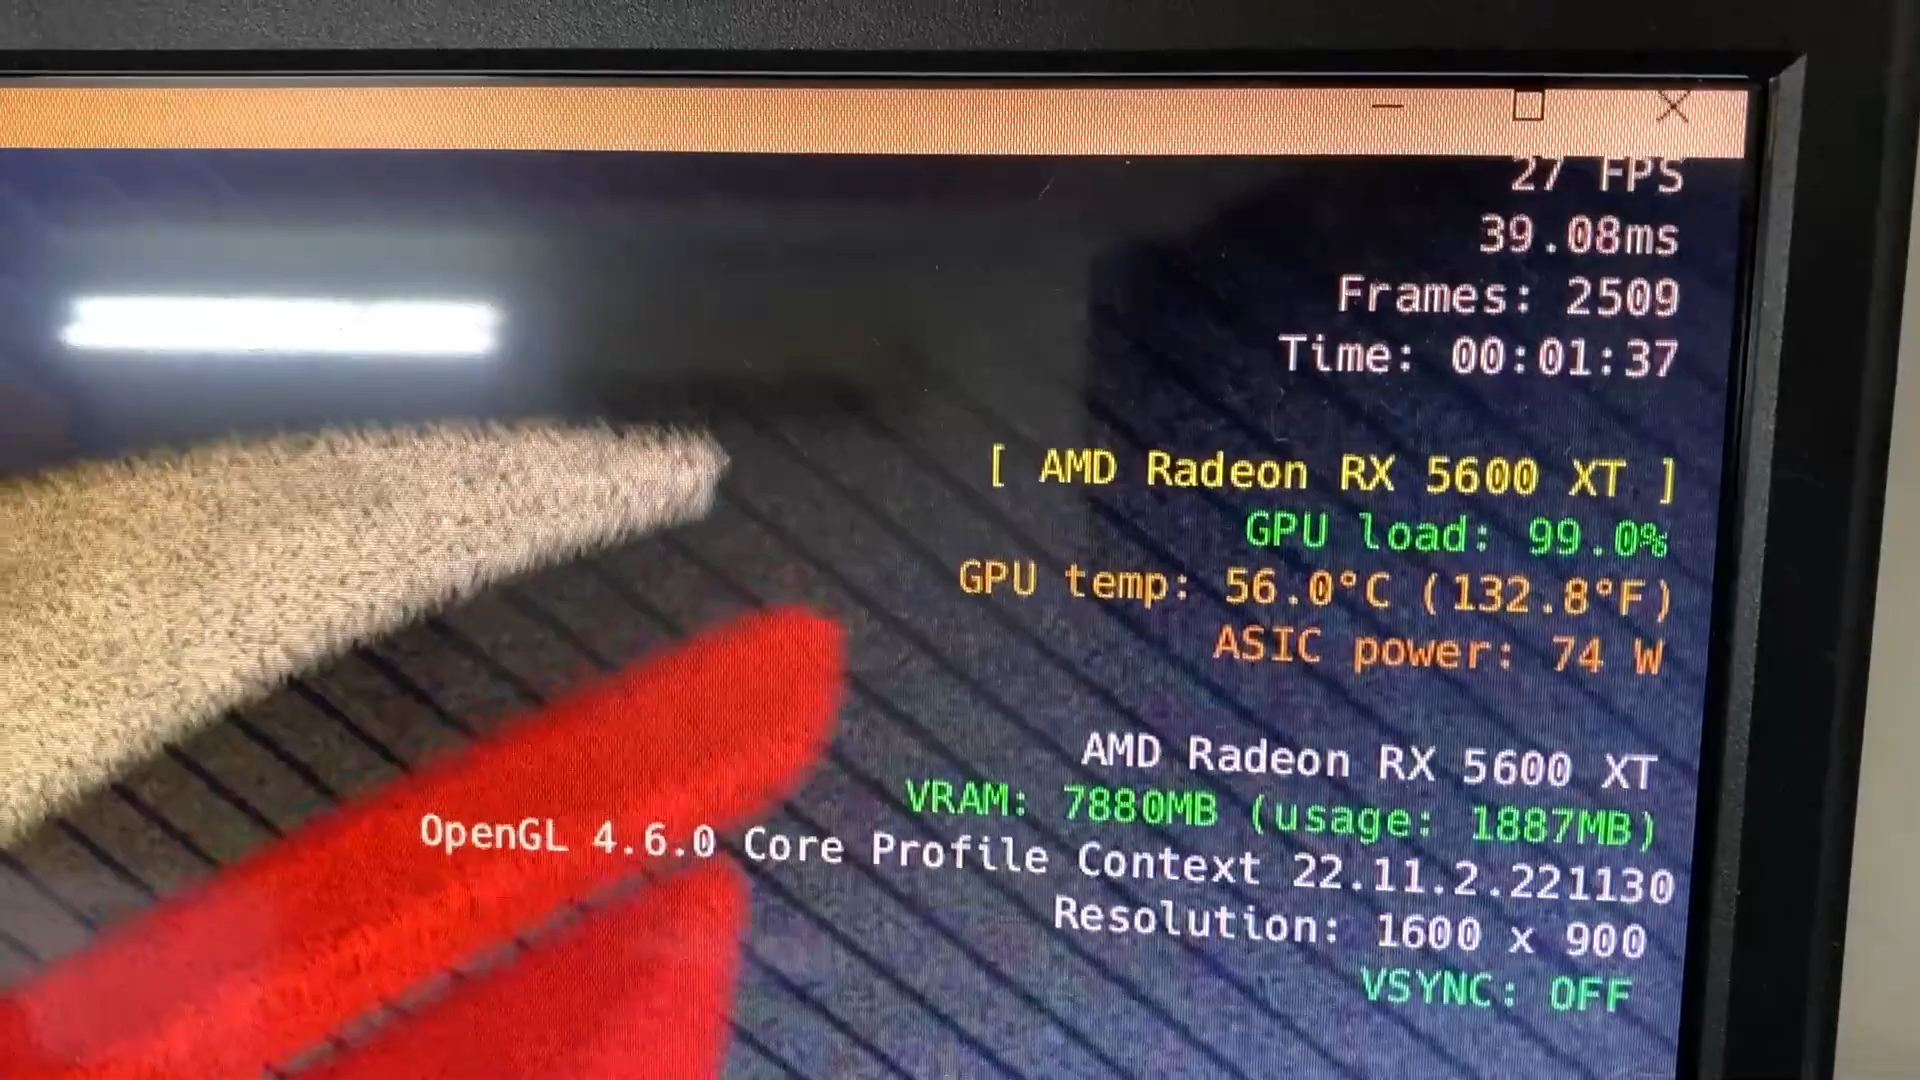 27 FPS
39.08ms
Frames: 2509
Time: 00:01:37
[ AMD Radeon RX 5600 XT ]
GPU load: 99.0%
GPU temp: 56.0°C (132.8°F)
ASIC power: 74 W
AMD Radeon RX 5600 XT
VRAM: 7880MB (usage: 1887MB)
OpenGL 4.6.0 Core Profile Context 22.11.2.221130
Resolution: 1600 x 900
VSYNC: OFF